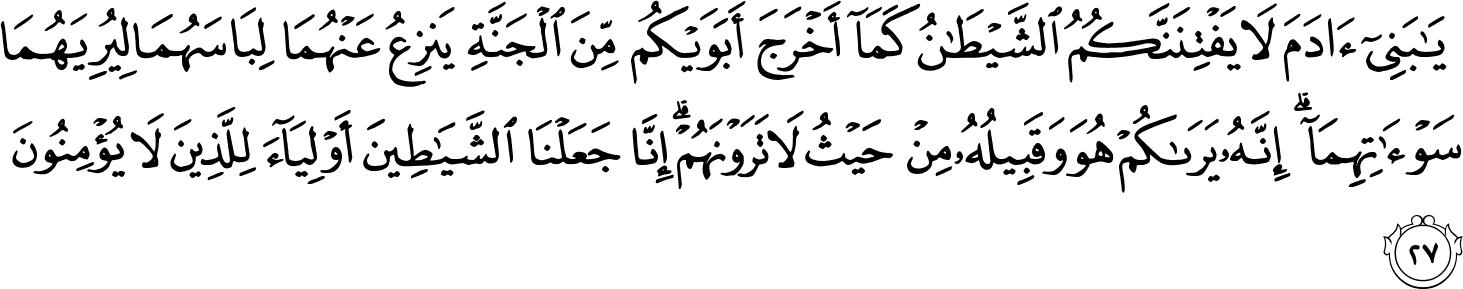 يَـٰبَنِىٓ ءَادَمَ لَا يَفْتِنَنَّكُمُ ٱلشَّيْطَـٰنُ كَمَآ أَخْرَجَ أَبَوَيْكُم مِّنَ ٱلْجَنَّةِ يَنزِعُ عَنْهُمَا لِبَاسَهُمَا لِيُرِيَهُمَا
سَوْءَٰتِهِمَآ ۗ إِنَّهُۥ يَرَىٰكُمْ هُوَ وَقَبِيلُهُۥ مِنْ حَيْثُ لَا تَرَوْنَهُمْ ۗ إِنَّا جَعَلْنَا ٱلشَّيَـٰطِينَ أَوْلِيَآءَ لِلَّذِينَ لَا يُؤْمِنُونَ
٢٧